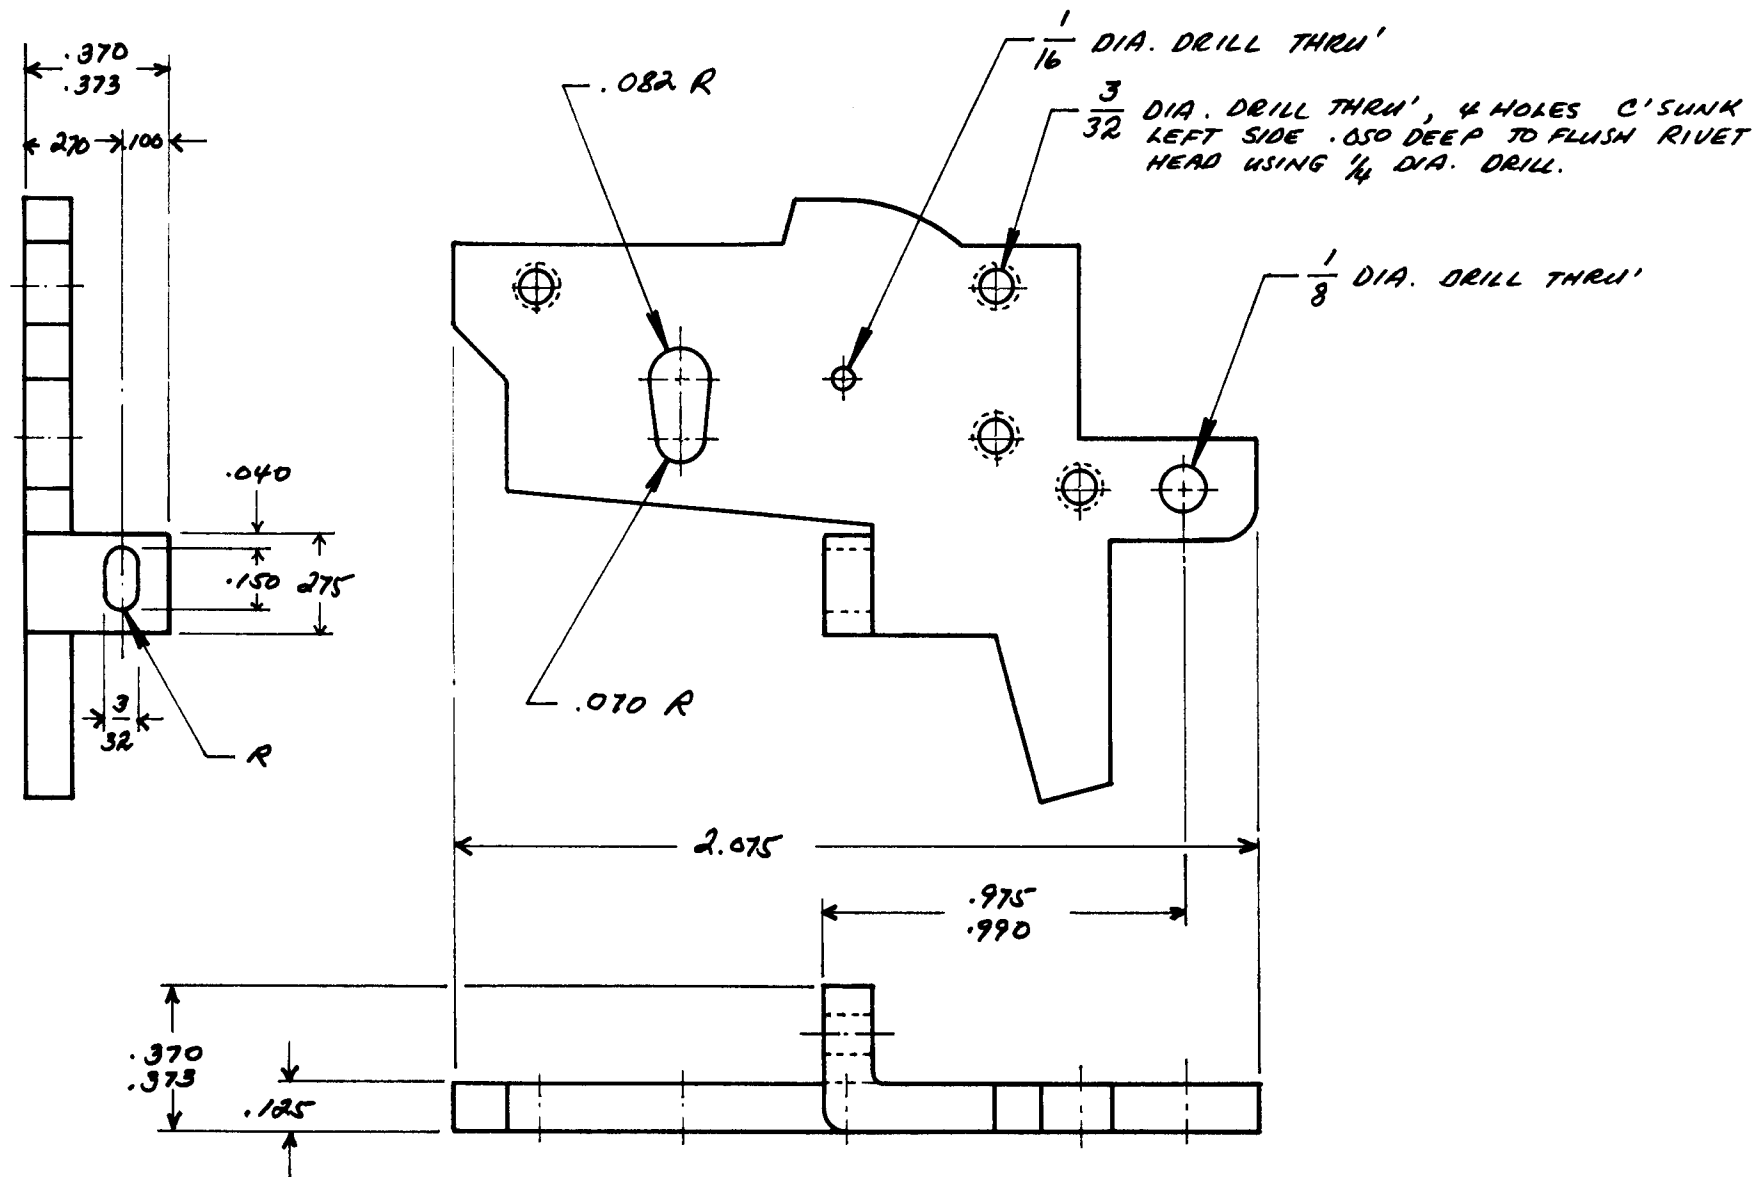 .370
.373
270
.100
.082 R
1/16 DIA. DRILL THRU'
3/32 DIA. DRILL THRU', 4 HOLES C'SUNK
LEFT SIDE .050 DEEP TO FLUSH RIVET
HEAD USING 1/4 DIA. DRILL.
1/8 DIA. DRILL THRU'
.040
.150
275
3/32
R
.070 R
2.075
.975
.990
.370
.373
.125